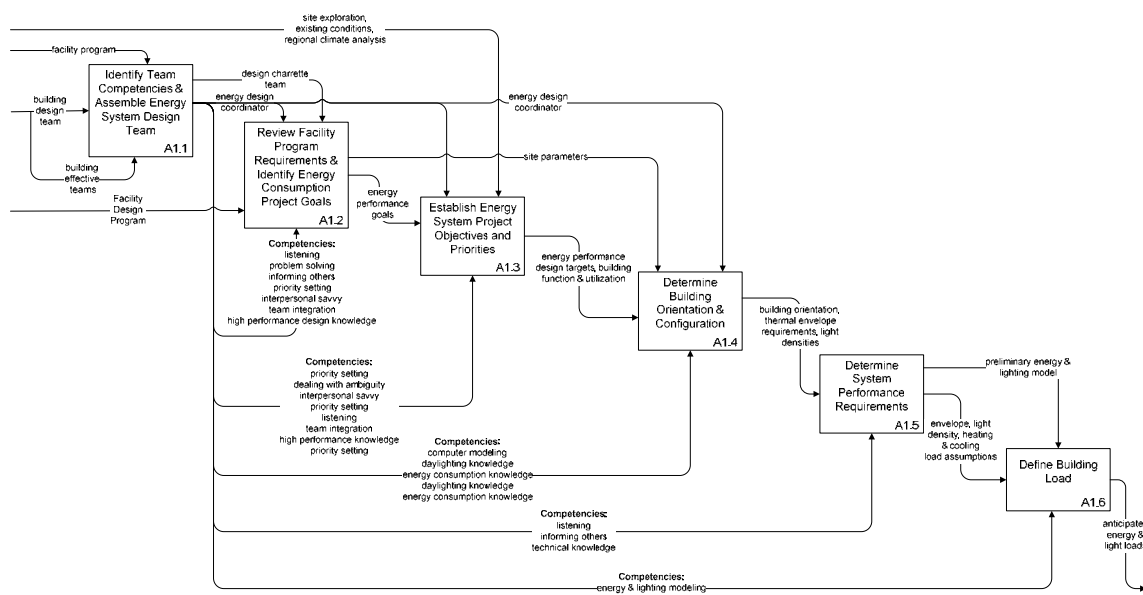 site exploration,
existing conditions,
regional climate analysis
facility program
Identify Team
Competencies &
Assemble Energy
System Design
Team
A1.1
design charrette
team
energy design
coordinator
energy design
coordinator
building
design
team
building
effective
teams
Review Facility
Program
Requirements &
Identify Energy
Consumption
Project Goals
A1.2
site parameters
Facility
Design
Program
energy
performance
goals
Establish Energy
System Project
Objectives and
Priorities
A1.3
Competencies:
listening
problem solving
informing others
priority setting
interpersonal savvy
team integration
high performance design knowledge
energy performance
design targets, building
function & utilization
Determine
Building
Orientation &
Configuration
A1.4
building orientation,
thermal envelope
requirements, light
densities
Competencies:
priority setting
dealing with ambiguity
interpersonal savvy
priority setting
listening
team integration
high performance knowledge
priority setting
Determine
System
Performance
Requirements
A1.5
preliminary energy &
lighting model
envelope, light
density, heating
& cooling
load assumptions
Competencies:
computer modeling
daylighting knowledge
energy consumption knowledge
daylighting knowledge
energy consumption knowledge
Define Building
Load
A1.6
Competencies:
listening
informing others
technical knowledge
anticipate
energy &
light load
Competencies:
energy & lighting modeling